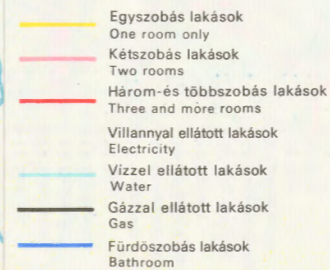 Egyszobás lakások
One room only
Kétszobás lakások
Two rooms
Három-és többszobás lakások
Three and more rooms
Villannyal ellátott lakások
Electricity
Vízzel ellátott lakások
Water
Gázzal ellátott lakások
Gas
Fürdöszobás lakások
Bathroom